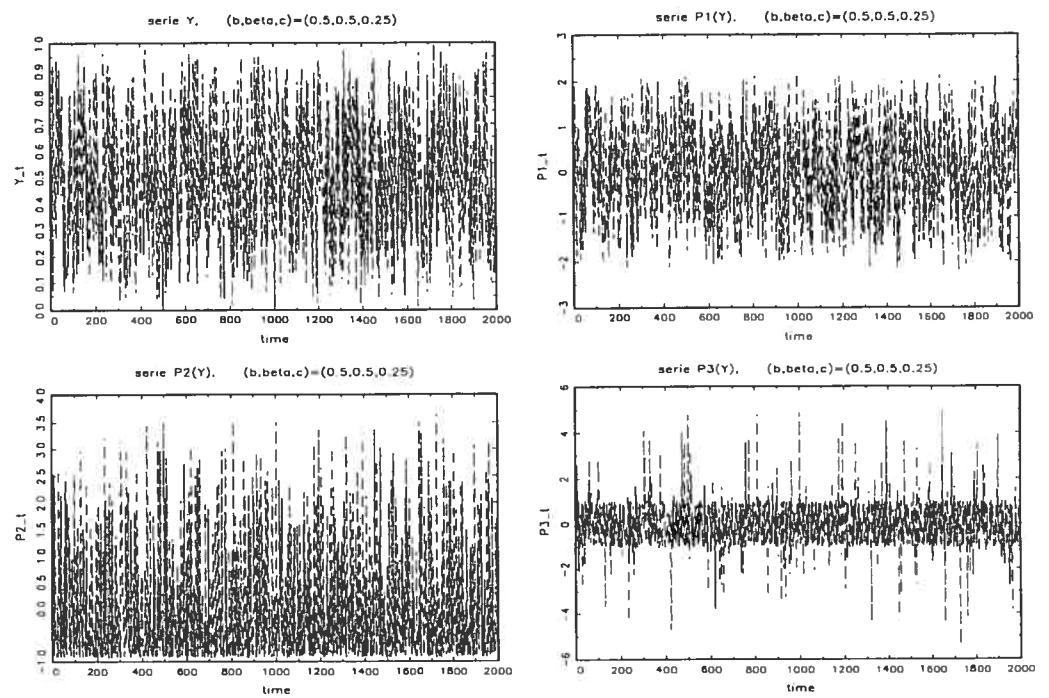 serie Y, (b,beta,c)=(0.5,0.5,0.25)
Y_t
0.0 0.1 0.2 0.3 0.4 0.5 0.6 0.7 0.8 0.9 1.0
0 200 400 600 800 1000 1200 1400 1600 1800 2000
time
serie P1(Y), (b,beta,c)=(0.5,0.5,0.25)
P1_t
-3 -2 -1 0 1 2 3
0 200 400 600 800 1000 1200 1400 1600 1800 2000
time
serie P2(Y), (b,beta,c)=(0.5,0.5,0.25)
P2_t
-1.0 -0.5 0.0 0.5 1.0 1.5 2.0 2.5 3.0 3.5 4.0
0 200 400 600 800 1000 1200 1400 1600 1800 2000
time
serie P3(Y), (b,beta,c)=(0.5,0.5,0.25)
P3_t
-6 -4 -2 0 2 4 6
0 200 400 600 800 1000 1200 1400 1600 1800 2000
time